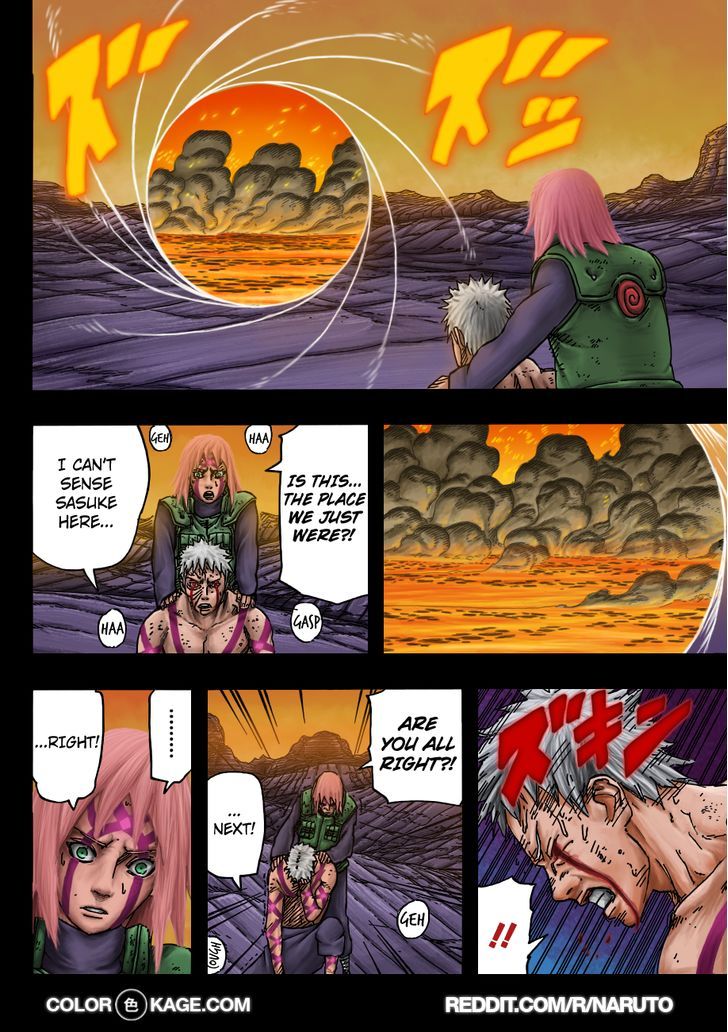 ズズッ
IS THIS...
THE PLACE
WE JUST
WERE?!
HAA
GEH
I CAN'T
SENSE
SASUKE
HERE...
HAA
GASP
ズキン
!!
ARE
YOU ALL
RIGHT?!
...
NEXT!
GEH
COUGH
.........
...RIGHT!
COLOR 色 KAGE.COM
REDDIT.COM/R/NARUTO